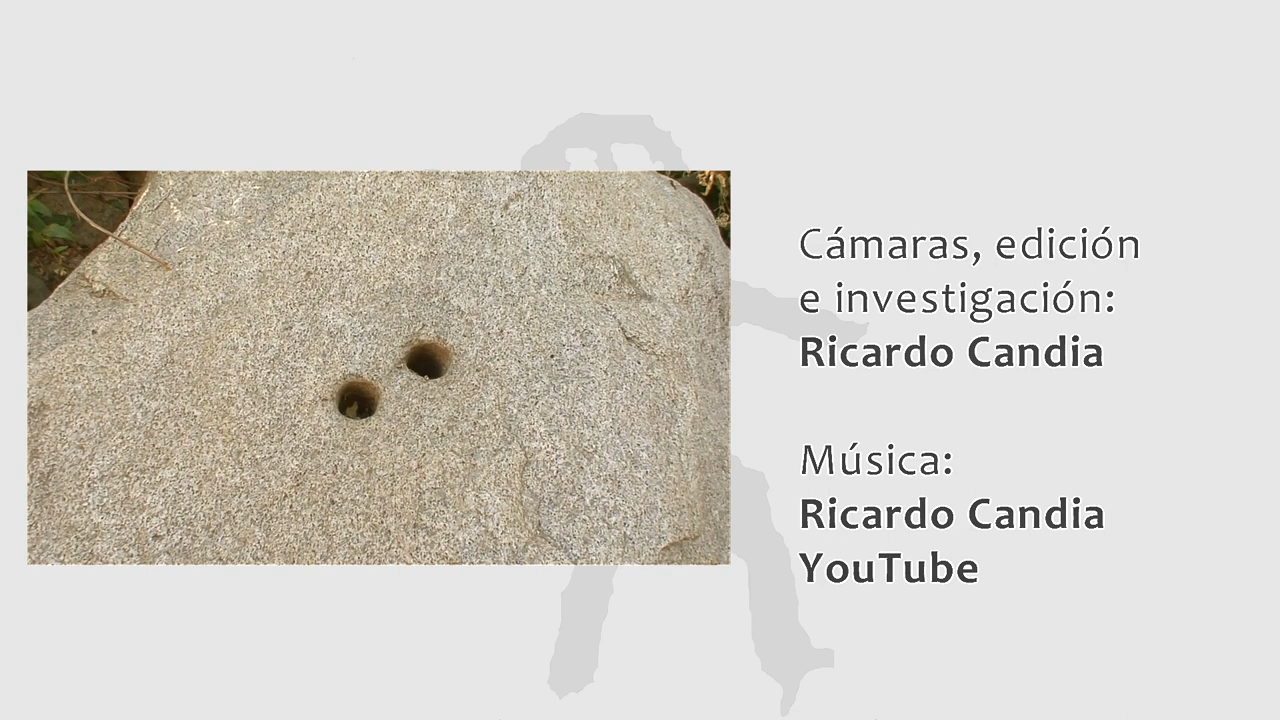 Cámaras, edición
e investigación:
Ricardo Candia
Música:
Ricardo Candia
YouTube